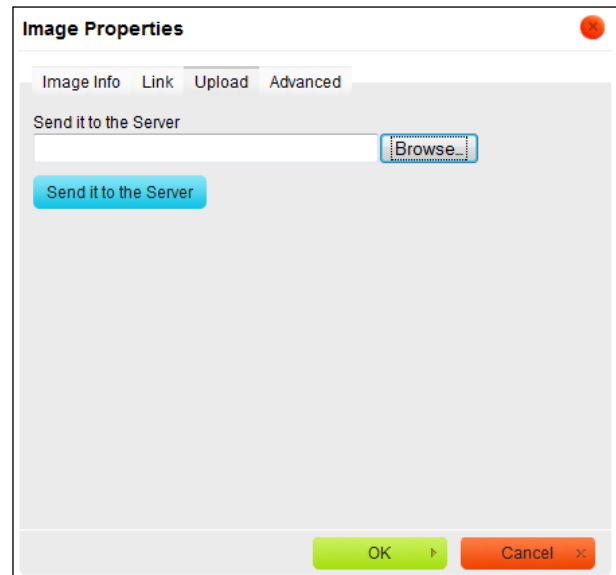 Image Properties
Image Info Link Upload Advanced
Send it to the Server
Browse...
Send it to the Server
OK Cancel